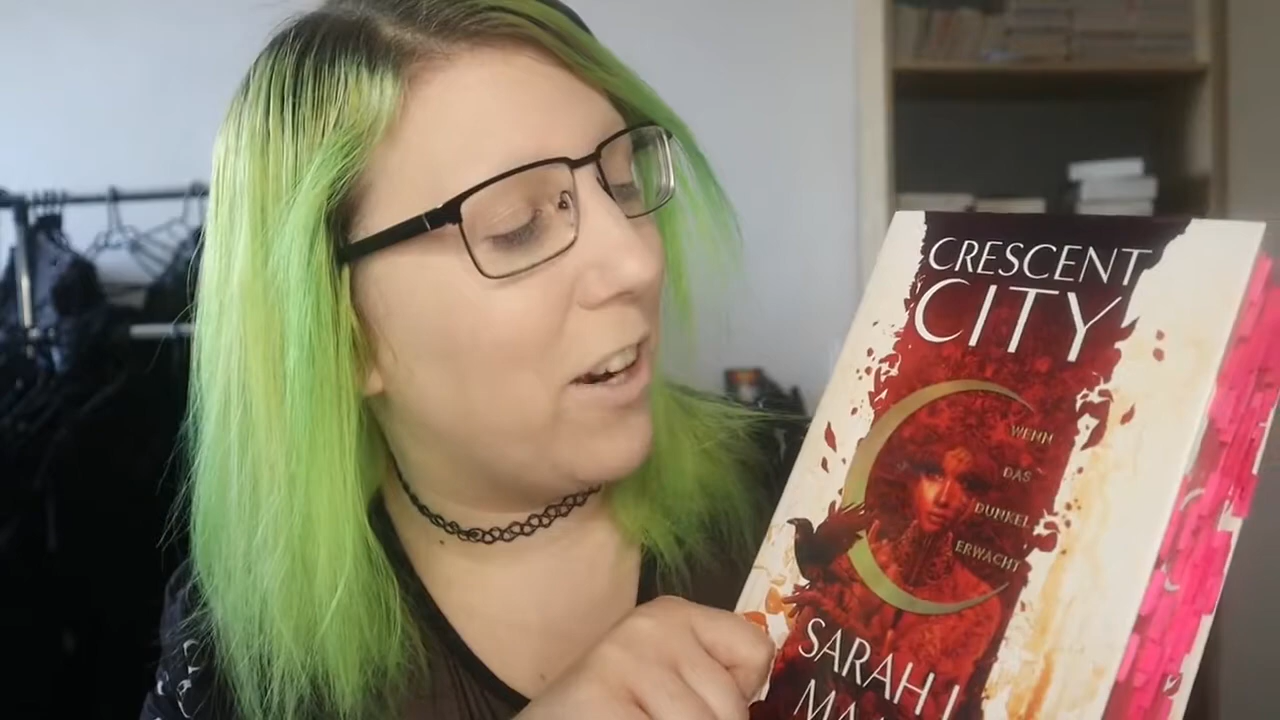 CRESCENT
CITY
WENN
DAS
DUNKEL
ERWACHT
SARAH J